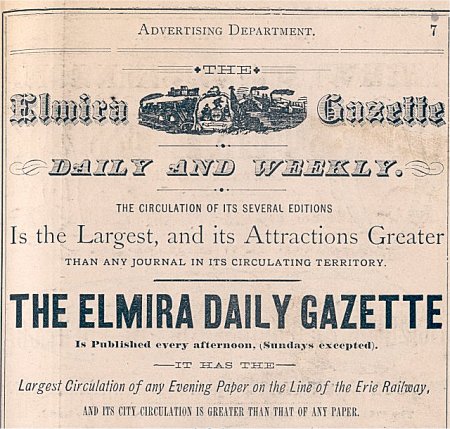 ADVERTISING DEPARTMENT. 7
THE
Elmira Gazette
DAILY AND WEEKLY.
THE CIRCULATION OF ITS SEVERAL EDITIONS
Is the Largest, and its Attractions Greater
THAN ANY JOURNAL IN ITS CIRCULATING TERRITORY.
THE ELMIRA DAILY GAZETTE
Is Published every afternoon, (Sundays excepted).
IT HAS THE
Largest Circulation of any Evening Paper on the Line of the Erie Railway,
AND ITS CITY CIRCULATION IS GREATER THAN THAT OF ANY PAPER.